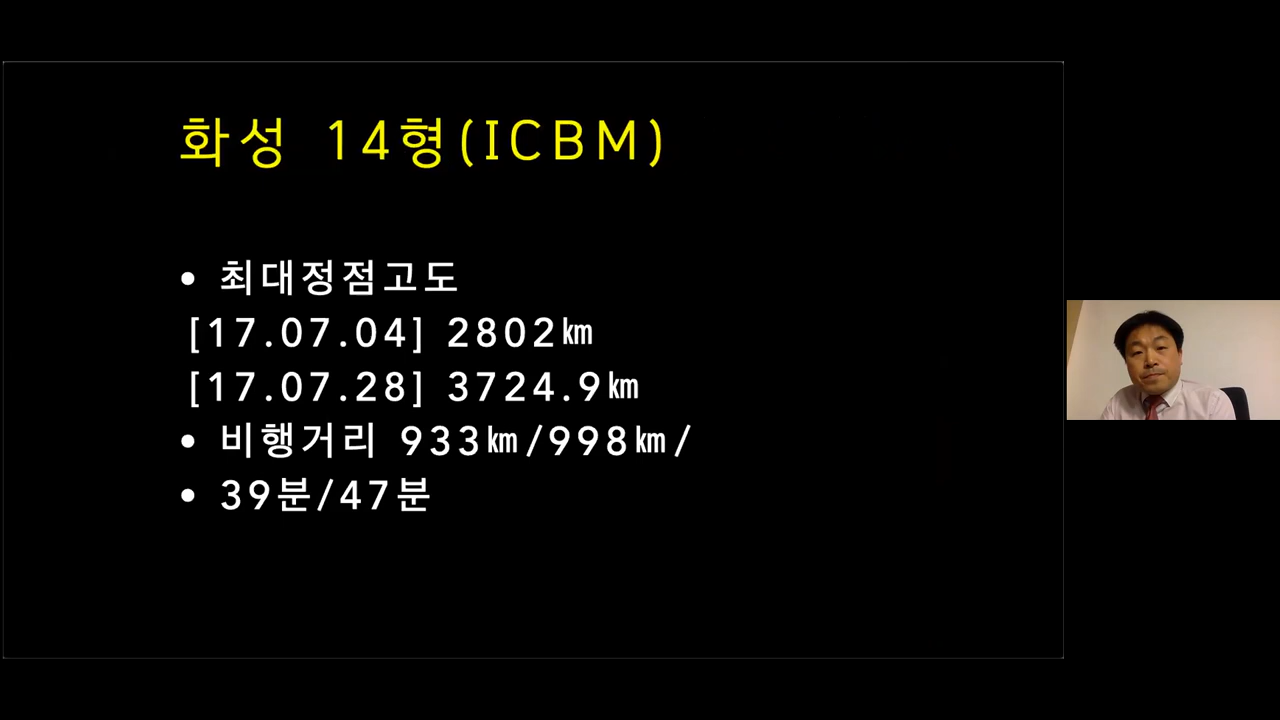 화성 14형(ICBM)
• 최대정점고도
[17.07.04] 2802㎞
[17.07.28] 3724.9㎞
• 비행거리 933㎞/998㎞/
• 39분/47분